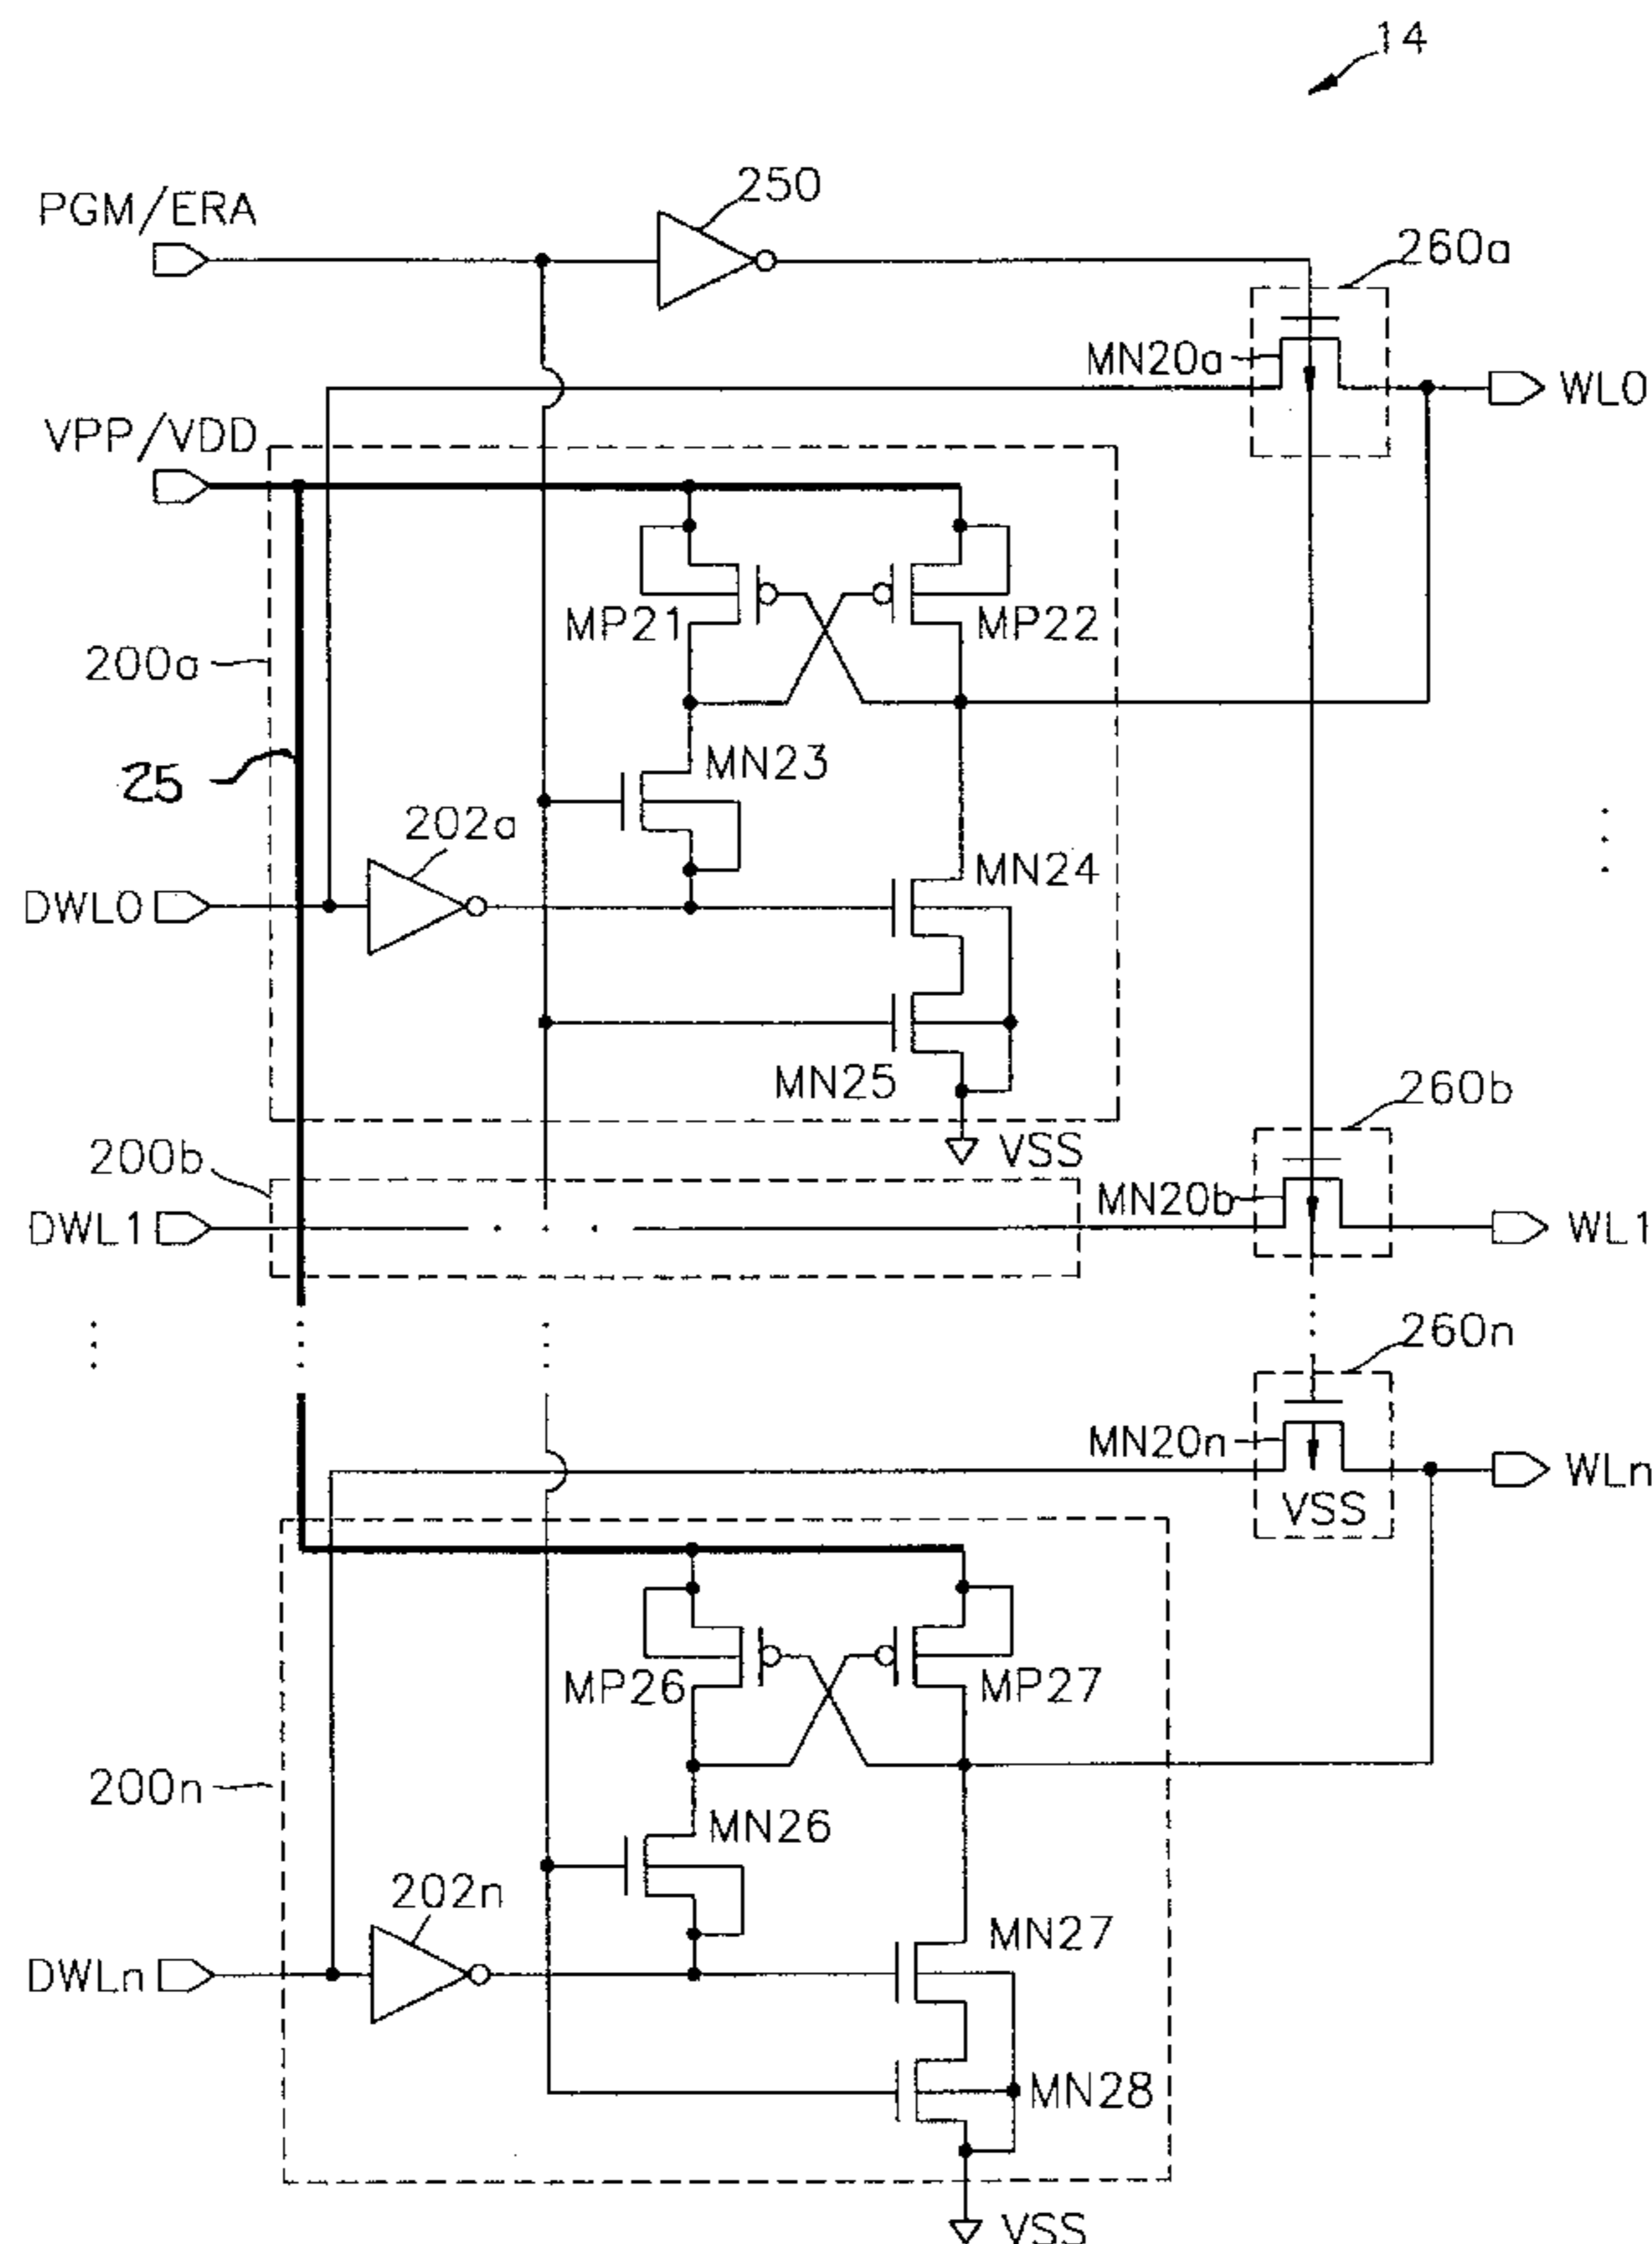 14
250
PGM/ERA
260a
MN20a
WL0
VPP/VDD
MP21
MP22
200a
MN23
25
202a
MN24
DWL0
MN25
260b
VSS
200b
MN20b
DWL1
WL1
260n
MN20n
WLn
VSS
MP26
MP27
200n
MN26
202n
MN27
DWLn
MN28
VSS